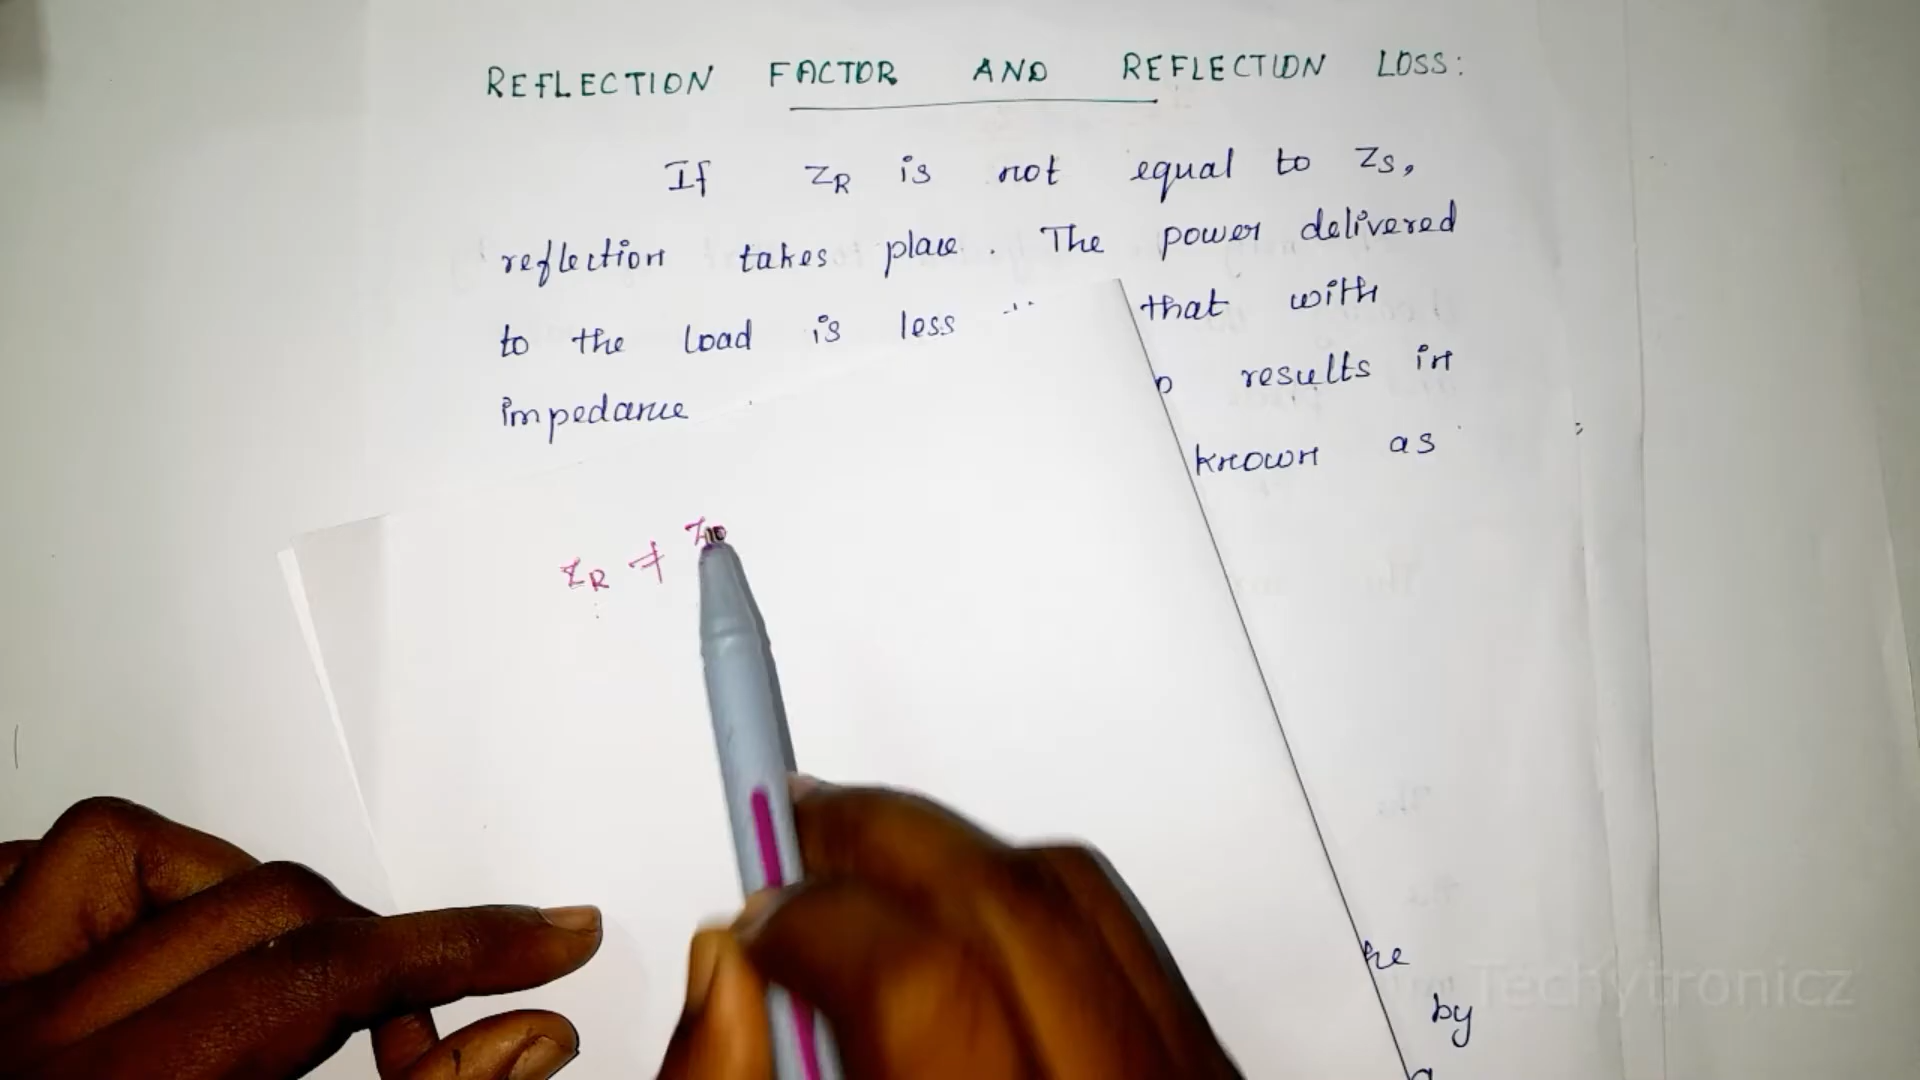 REFLECTION FACTOR AND REFLECTION LOSS:
If ZR is not equal to ZS,
reflection takes place. The power delivered
to the load is less that with
impedance results in
known as
ZR ≠
he
by
Techytronicz